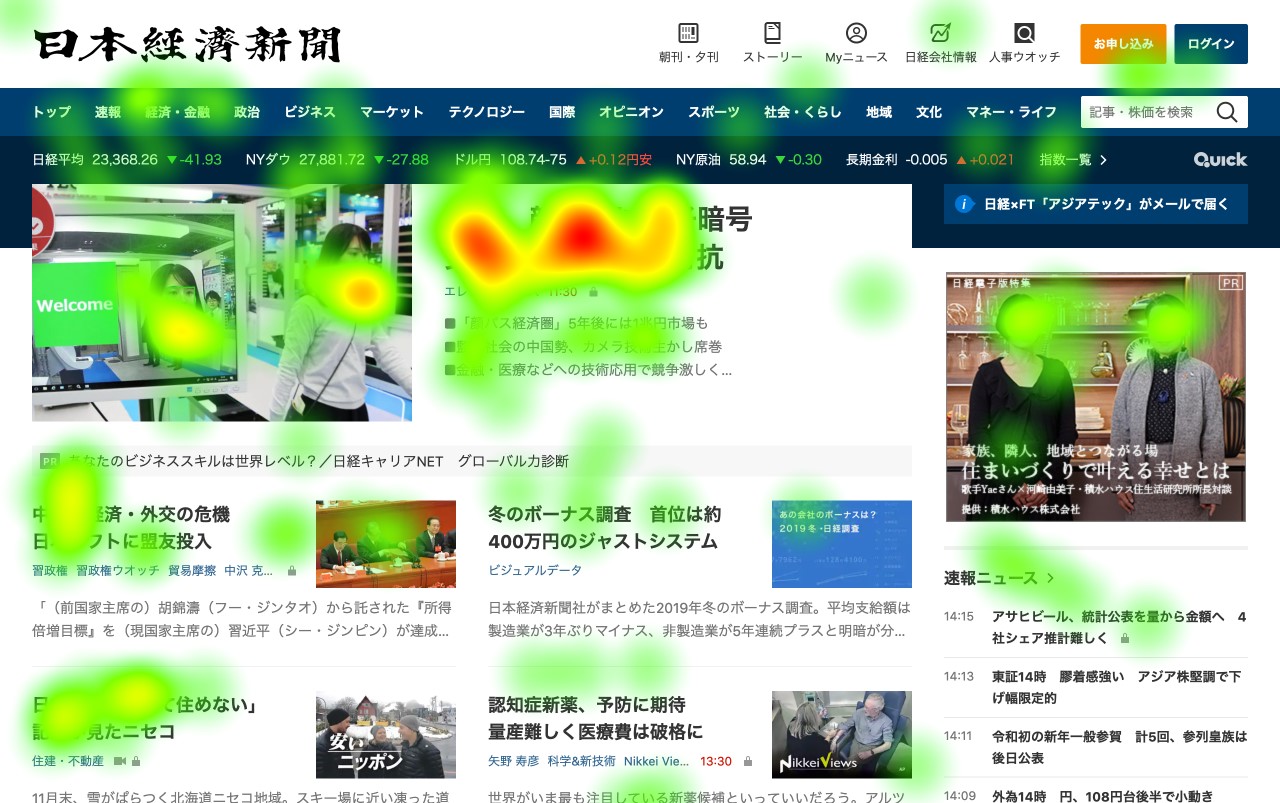 日本経済新聞
朝刊・夕刊
ストーリー
Myニュース
日経会社情報
人事ウオッチ
お申し込み
ログイン
トップ 速報 経済・金融 政治 ビジネス マーケット テクノロジー 国際 オピニオン スポーツ 社会・くらし 地域 文化 マネー・ライフ
記事・株価を検索
日経平均 23,368.26 ▼-41.93 NYダウ 27,881.72 ▼-27.88 ドル円 108.74-75 ▲+0.12円安 NY原油 58.94 ▼-0.30 長期金利 -0.005 ▲+0.021 指数一覧
QUICK
日経×FT「アジアテック」がメールで届く
Welcome
暗号
抗
11:30
■「顔パス経済圏」5年後には1兆円市場も
社会の中国勢、カメラ技術生かし席巻
■金融・医療などへの技術応用で競争激しく...
PR あなたのビジネススキルは世界レベル？／日経キャリアNET グローバル力診断
経済・外交の危機
フトに盟友投入
習政権 習政権ウオッチ 貿易摩擦 中沢 克...
「（前国家主席の）胡錦濤（フー・ジンタオ）から託された『所得
倍増目標』を（現国家主席の）習近平（シー・ジンピン）が達成...
冬のボーナス調査 首位は約
400万円のジャストシステム
ビジュアルデータ
あの会社のボーナスは？
2019冬・日経調査
日本経済新聞社がまとめた2019年冬のボーナス調査。平均支給額は
製造業が3年ぶりマイナス、非製造業が5年連続プラスと明暗が分...
て住めない」
見たニセコ
住建・不動産
安い
ニッポン
11月末、雪がぱらつく北海道ニセコ地域。スキー場に近い凍った道
認知症新薬、予防に期待
量産難しく医療費は破格に
矢野 寿彦 科学&新技術 Nikkei Vie... 13:30
Nikkei Views
世界がいま最も注目している新薬候補といっていいだろう。アルツ
日経電子版特集
PR
家族、隣人、地域とつながる場
住まいづくりで叶える幸せとは
歌手Yaeさん×河崎由美子・積水ハウス住生活研究所所長対談
提供：積水ハウス株式会社
速報ニュース
14:15 アサヒビール、統計公表を量から金額へ 4
社シェア推計難しく
14:13 東証14時 膠着感強い アジア株堅調で下
げ幅限定的
14:11 令和初の新年一般参賀 計5回、参列皇族は
後日公表
14:09 外為14時 円、108円台後半で小動き